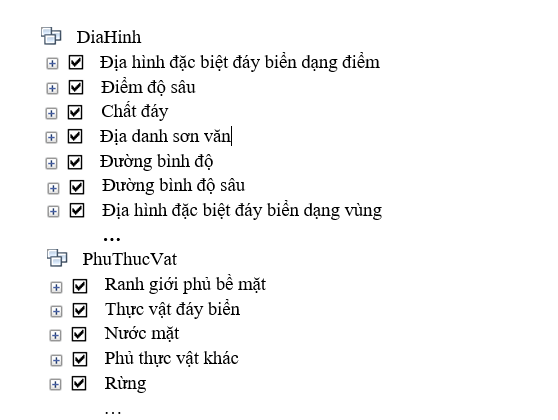 DiaHinh
Địa hình đặc biệt đáy biển dạng điểm
Điểm độ sâu
Chất đáy
Địa danh sơn văn
Đường bình độ
Đường bình độ sâu
Địa hình đặc biệt đáy biển dạng vùng
...
PhuThucVat
Ranh giới phủ bề mặt
Thực vật đáy biển
Nước mặt
Phủ thực vật khác
Rừng
...